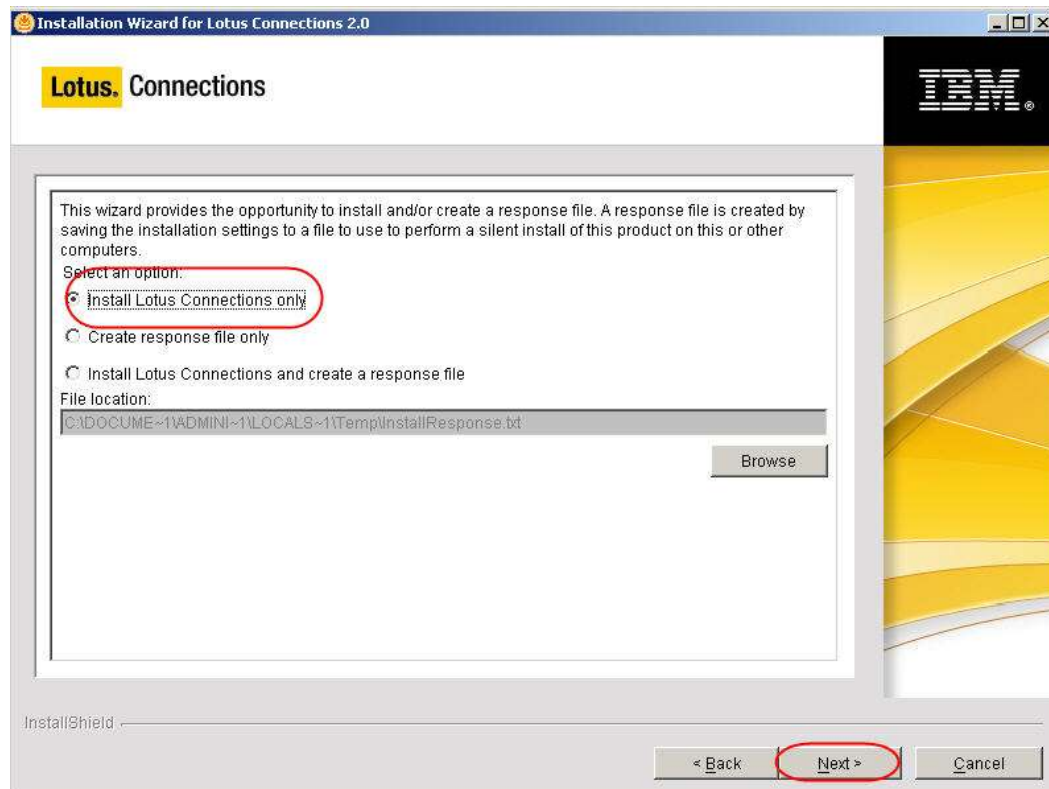 Installation Wizard for Lotus Connections 2.0
Lotus. Connections
IBM®
This wizard provides the opportunity to install and/or create a response file. A response file is created by
saving the installation settings to a file to use to perform a silent install of this product on this or other
computers.
Select an option:
Install Lotus Connections only
Create response file only
Install Lotus Connections and create a response file
File location:
C:\DOCUME~1\ADMINI~1\LOCALS~1\Temp\InstallResponse.txt
Browse
InstallShield
< Back
Next >
Cancel